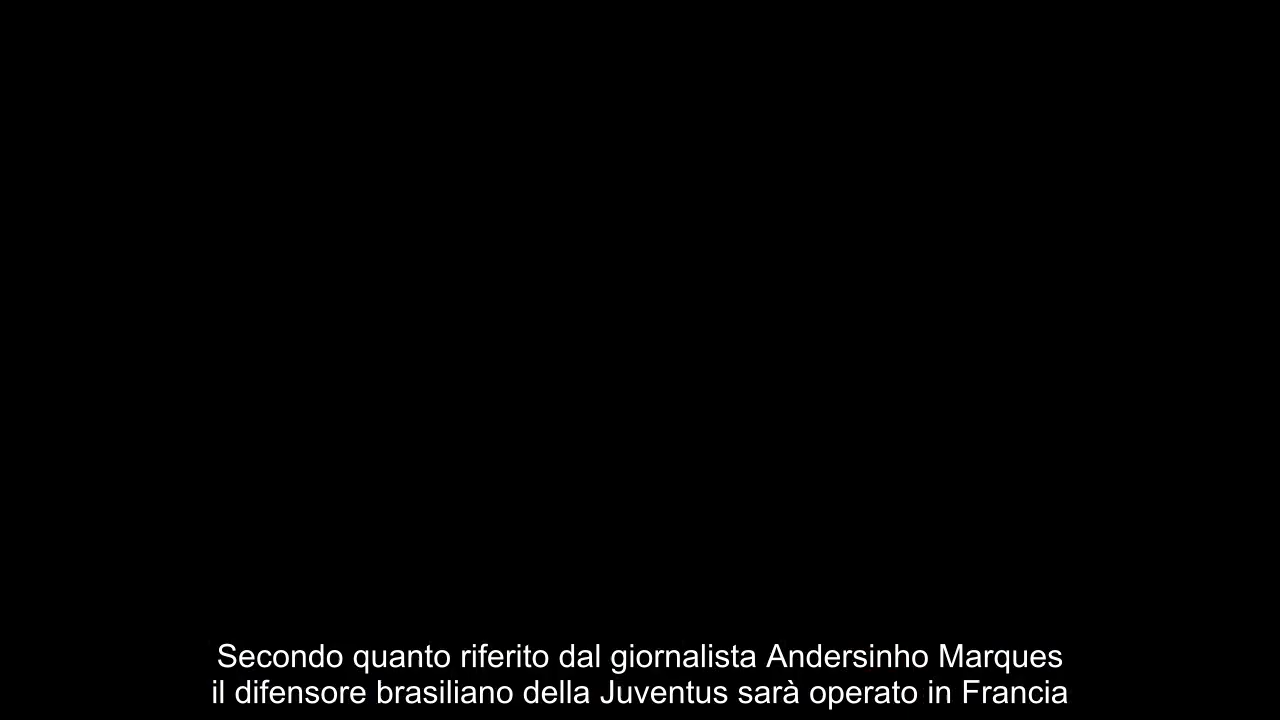 Secondo quanto riferito dal giornalista Andersinho Marques
il difensore brasiliano della Juventus sarà operato in Francia